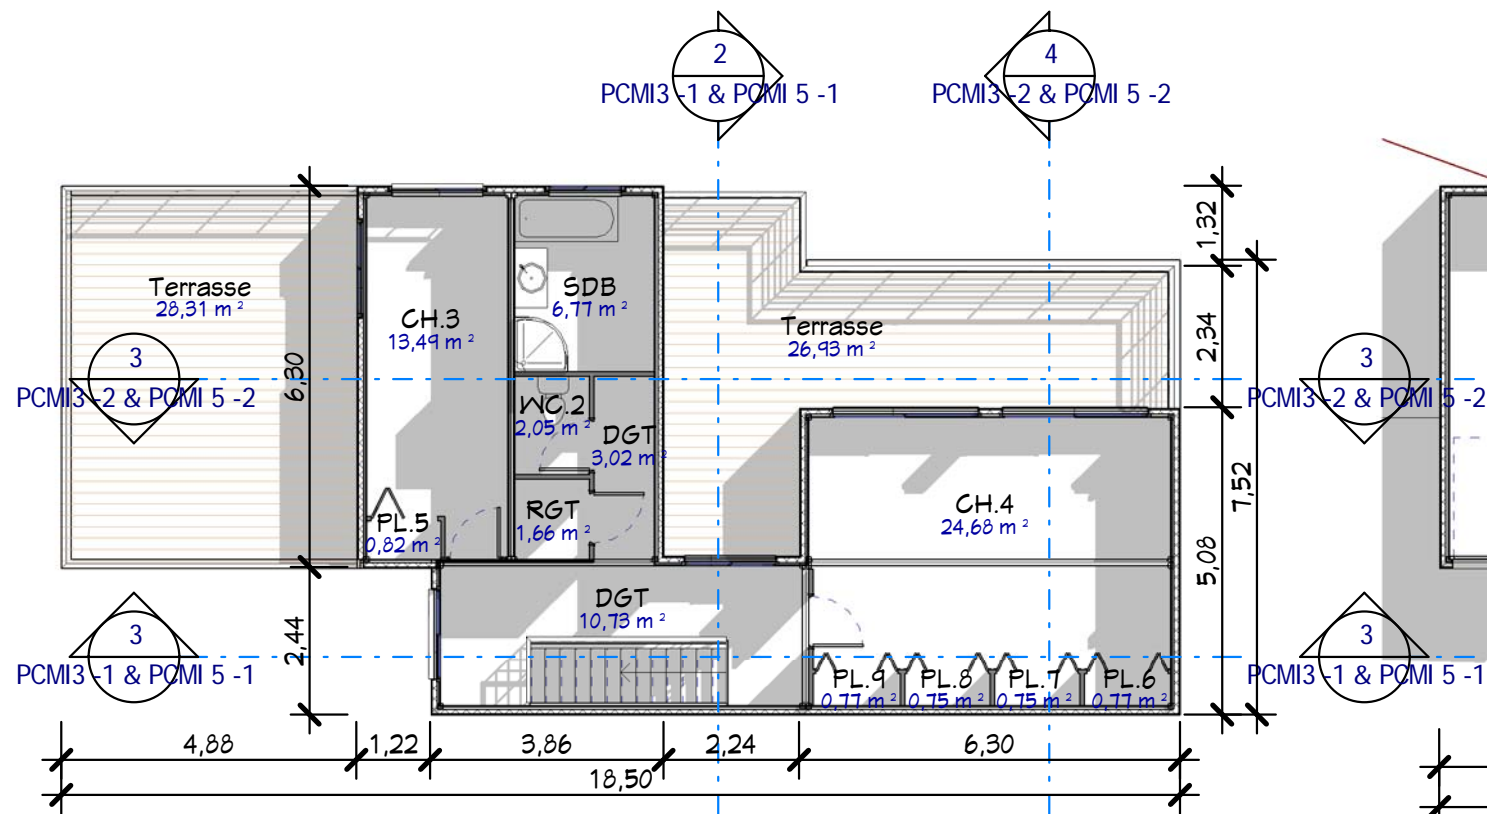 2
PCMI3 -1 & PCMI 5 -1
4
PCMI3 -2 & PCMI 5 -2
1,32
Terrasse
28,31 m²
SDB
6,77 m²
CH.3
13,49 m²
Terrasse
26,93 m²
2,34
3
PCMI3 -2 & PCMI 5 -2
6,30
3
PCMI3 -2 & PCMI 5 -2
WC.2
2,05 m²
DGT
3,02 m²
7,52
CH.4
24,68 m²
PL.5
0,82 m²
RGT
1,66 m²
5,08
DGT
10,73 m²
2,44
3
PCMI3 -1 & PCMI 5 -1
3
PCMI3 -1 & PCMI 5 -1
PL.9
0,77 m²
PL.8
0,75 m²
PL.7
0,75 m²
PL.6
0,77 m²
4,88
1,22
3,86
2,24
6,30
18,50